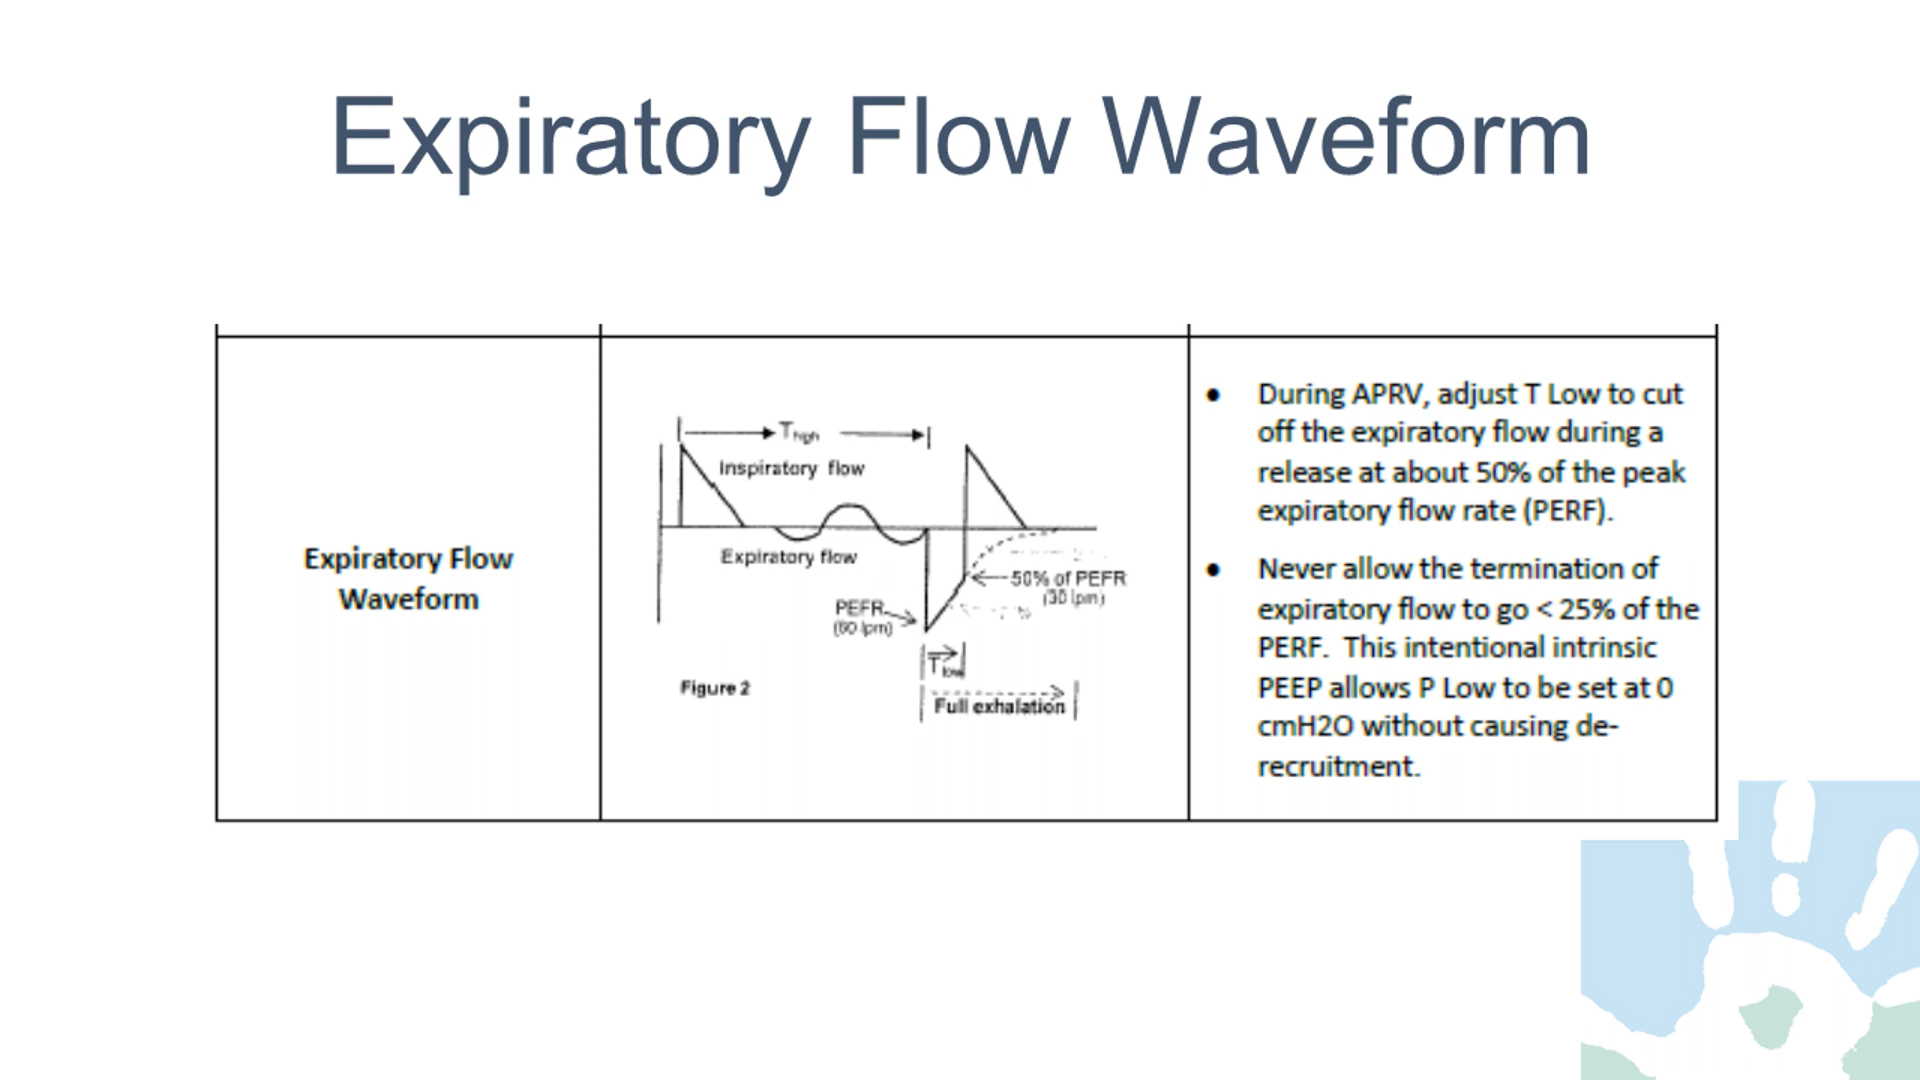 Expiratory Flow Waveform
Expiratory Flow
Waveform
Thigh
Inspiratory flow
Expiratory flow
50% of PEFR
(30 lpm)
PEFR
(60 lpm)
Tlow
Figure 2
Full exhalation
• During APRV, adjust T Low to cut
off the expiratory flow during a
release at about 50% of the peak
expiratory flow rate (PERF).
• Never allow the termination of
expiratory flow to go < 25% of the
PERF. This intentional intrinsic
PEEP allows P Low to be set at 0
cmH2O without causing de-
recruitment.